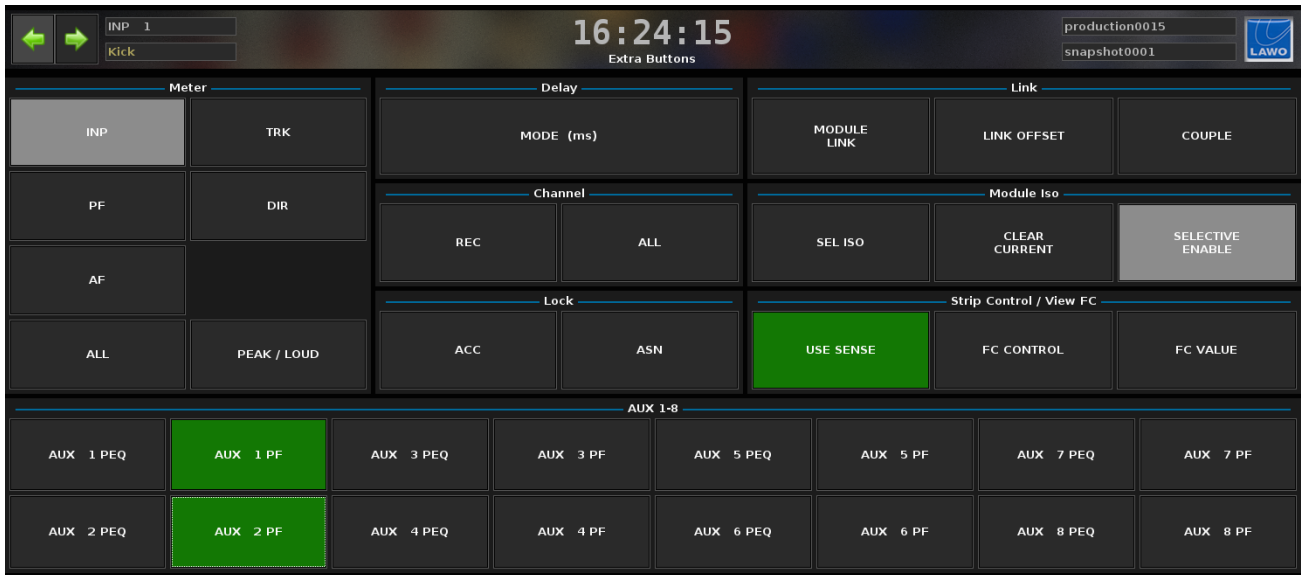 INP 1
Kick
16:24:15
Extra Buttons
production0015
snapshot0001
LAWO
Meter
INP
TRK
PF
DIR
AF
ALL
PEAK / LOUD
Delay
MODE (ms)
Channel
REC
ALL
Lock
ACC
ASN
Link
MODULE
LINK
LINK OFFSET
COUPLE
Module Iso
SEL ISO
CLEAR
CURRENT
SELECTIVE
ENABLE
Strip Control / View FC
USE SENSE
FC CONTROL
FC VALUE
AUX 1-8
AUX 1 PEQ
AUX 1 PF
AUX 3 PEQ
AUX 3 PF
AUX 5 PEQ
AUX 5 PF
AUX 7 PEQ
AUX 7 PF
AUX 2 PEQ
AUX 2 PF
AUX 4 PEQ
AUX 4 PF
AUX 6 PEQ
AUX 6 PF
AUX 8 PEQ
AUX 8 PF